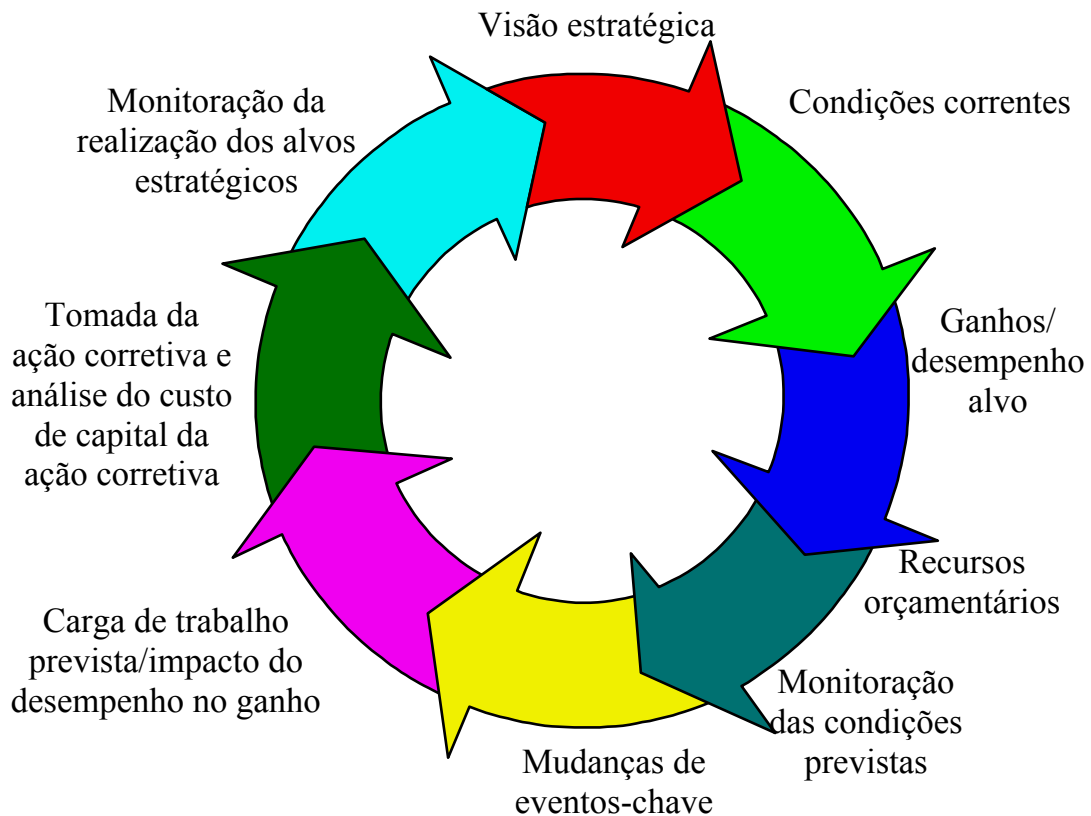 Visão estratégica
Condições correntes
Ganhos/
desempenho
alvo
Recursos
orçamentários
Monitoração
das condições
previstas
Mudanças de
eventos-chave
Carga de trabalho
prevista/impacto do
desempenho no ganho
Tomada da
ação corretiva e
análise do custo
de capital da
ação corretiva
Monitoração da
realização dos alvos
estratégicos